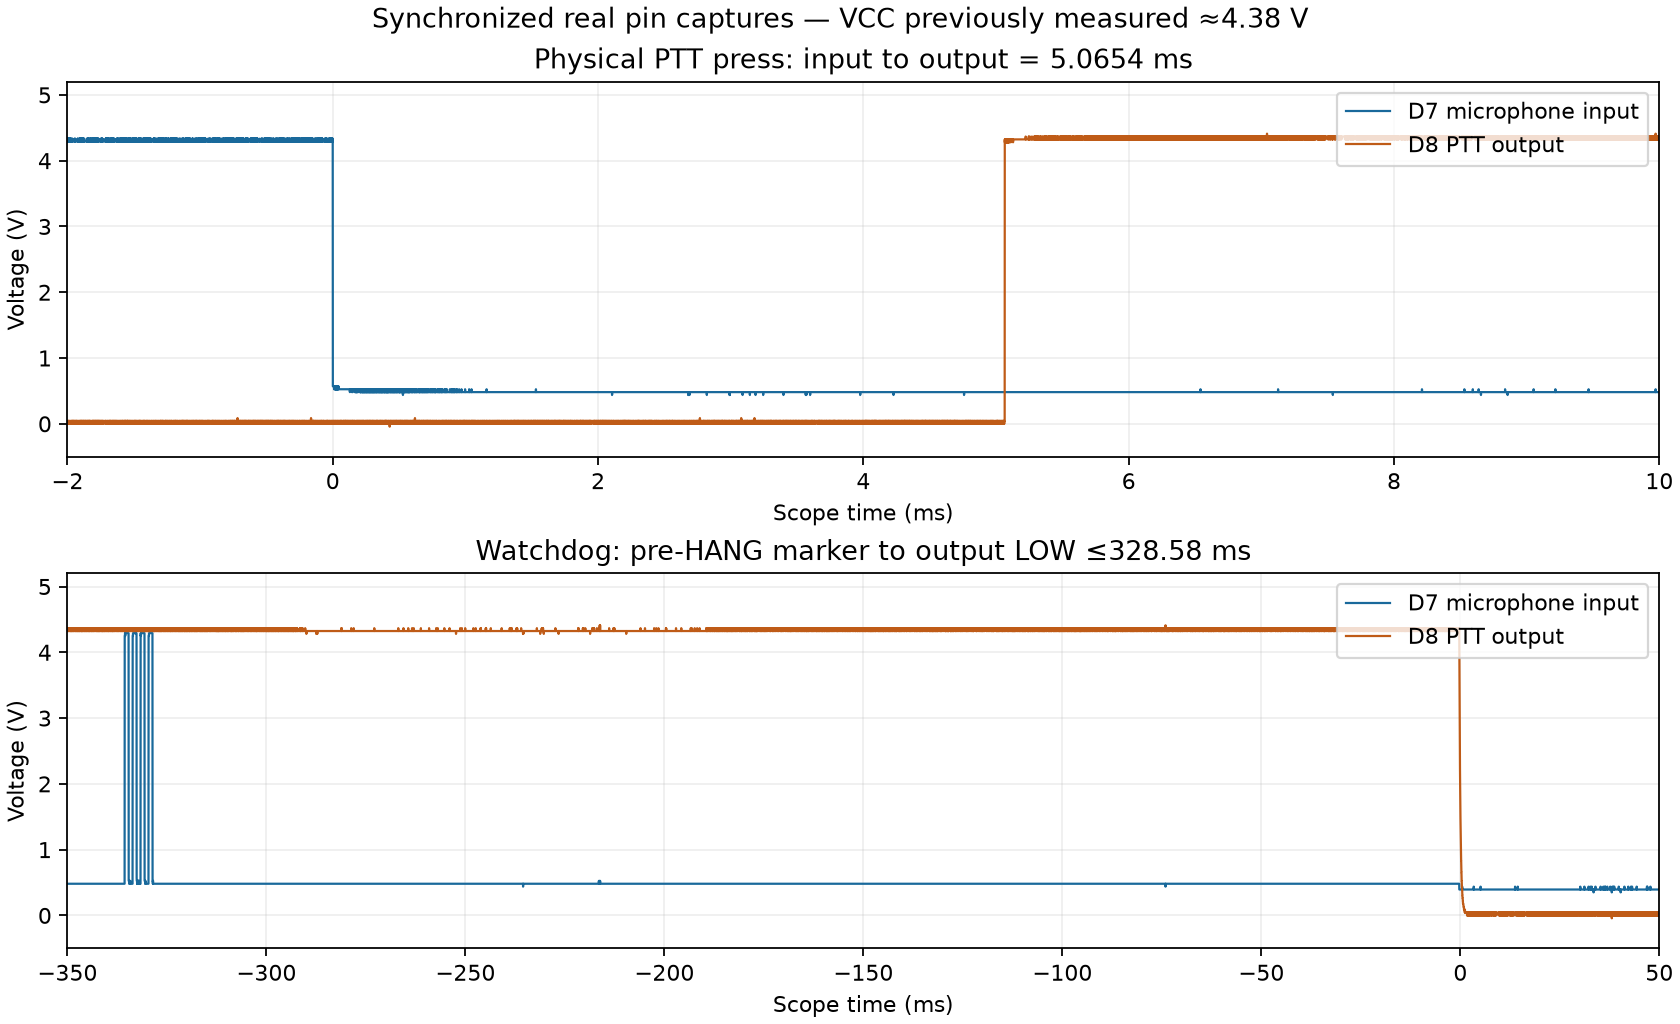 Synchronized real pin captures — VCC previously measured ≈4.38 V
Physical PTT press: input to output = 5.0654 ms
5
4
3
2
1
0
Voltage (V)
D7 microphone input
D8 PTT output
−2
0
2
4
6
8
10
Scope time (ms)
Watchdog: pre-HANG marker to output LOW ≤328.58 ms
5
4
3
2
1
0
Voltage (V)
D7 microphone input
D8 PTT output
−350
−300
−250
−200
−150
−100
−50
0
50
Scope time (ms)